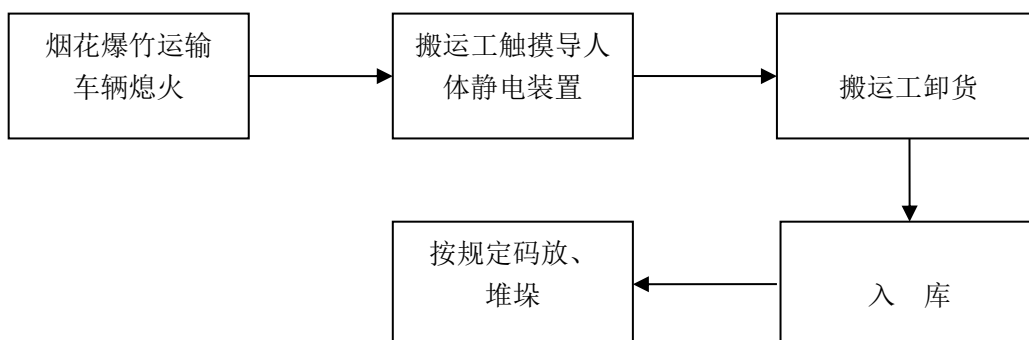 烟花爆竹运输
车辆熄火
搬运工触摸导人
体静电装置
搬运工卸货
入 库
按规定码放、
堆垛